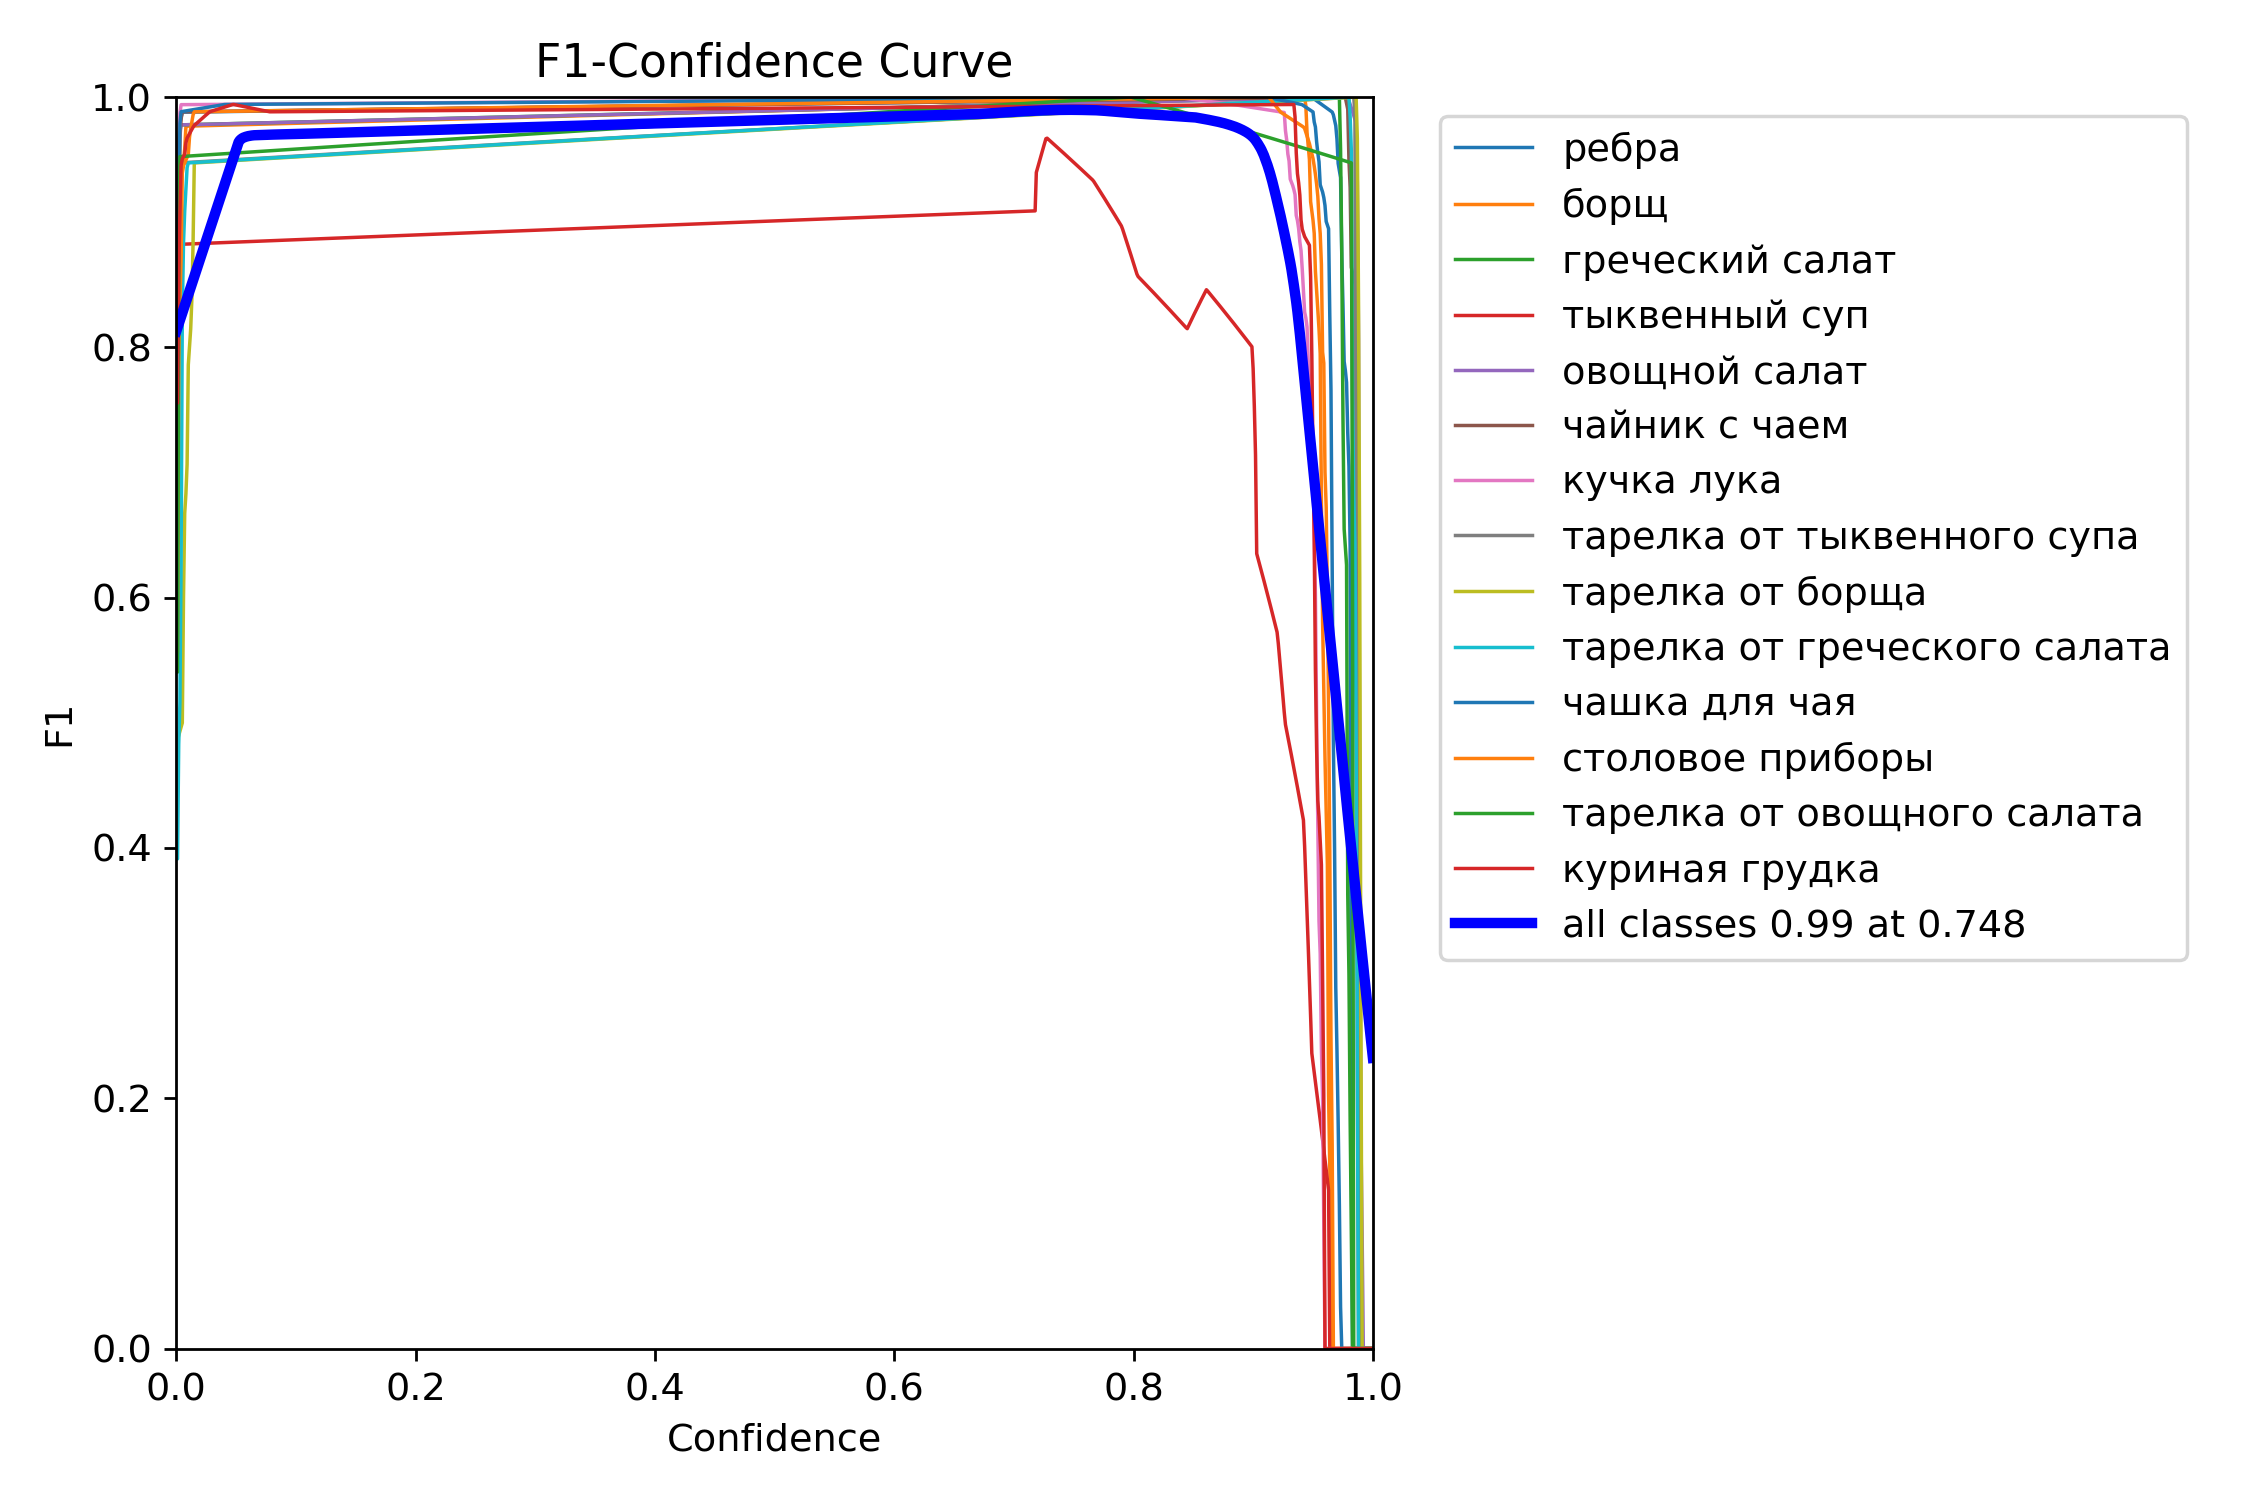 F1-Confidence Curve
1.0
0.8
0.6
0.4
0.2
0.0
F1
0.0 0.2 0.4 0.6 0.8 1.0
Confidence
ребра
борщ
греческий салат
тыквенный суп
овощной салат
чайник с чаем
кучка лука
тарелка от тыквенного супа
тарелка от борща
тарелка от греческого салата
чашка для чая
столовое приборы
тарелка от овощного салата
куриная грудка
all classes 0.99 at 0.748